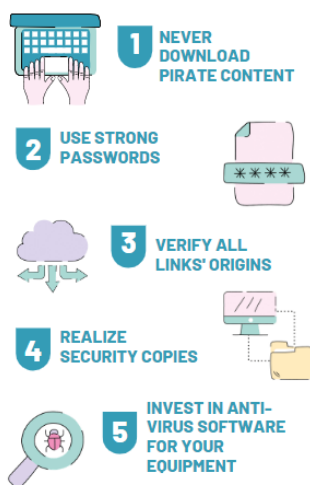 1
NEVER
DOWNLOAD
PIRATE CONTENT
2
USE STRONG
PASSWORDS
****
3
VERIFY ALL
LINKS' ORIGINS
4
REALIZE
SECURITY COPIES
5
INVEST IN ANTI-
VIRUS SOFTWARE
FOR YOUR
EQUIPMENT